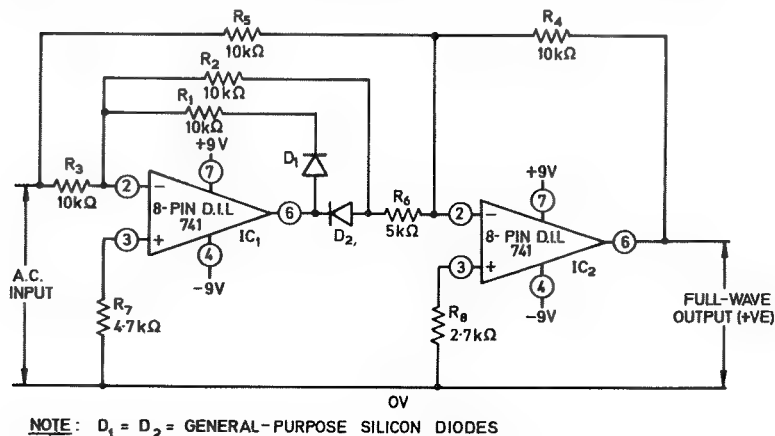 R5
10kΩ
R4
10kΩ
R2
10kΩ
R1
10kΩ
+9V
7
D1
R3
10kΩ
2
−
8-PIN D.I.L
741
6
IC1
D2,
3
+
4
−9V
R6
5kΩ
+9V
7
2
−
8-PIN D.I.L
741
6
IC2
3
+
4
−9V
A.C.
INPUT
R7
4·7kΩ
R8
2·7kΩ
FULL-WAVE
OUTPUT (+VE)
0V
NOTE: D1 = D2 = GENERAL-PURPOSE SILICON DIODES